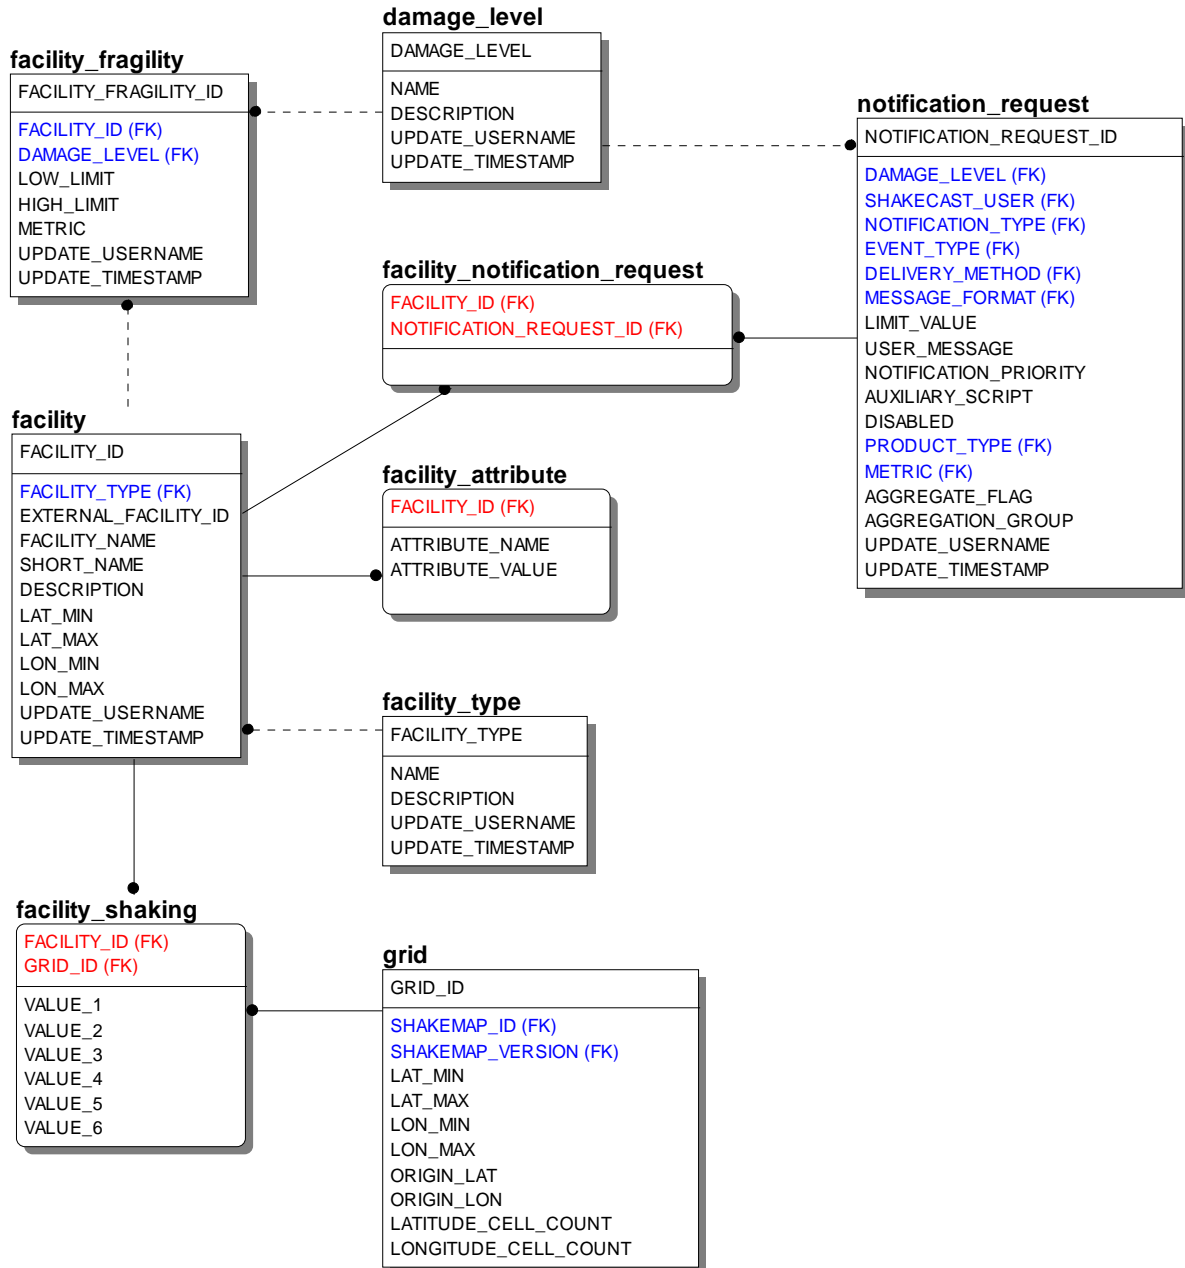 damage_level
DAMAGE_LEVEL
NAME
DESCRIPTION
UPDATE_USERNAME
UPDATE_TIMESTAMP
facility_fragility
FACILITY_FRAGILITY_ID
FACILITY_ID (FK)
DAMAGE_LEVEL (FK)
LOW_LIMIT
HIGH_LIMIT
METRIC
UPDATE_USERNAME
UPDATE_TIMESTAMP
notification_request
NOTIFICATION_REQUEST_ID
DAMAGE_LEVEL (FK)
SHAKECAST_USER (FK)
NOTIFICATION_TYPE (FK)
EVENT_TYPE (FK)
DELIVERY_METHOD (FK)
MESSAGE_FORMAT (FK)
LIMIT_VALUE
USER_MESSAGE
NOTIFICATION_PRIORITY
AUXILIARY_SCRIPT
DISABLED
PRODUCT_TYPE (FK)
METRIC (FK)
AGGREGATE_FLAG
AGGREGATION_GROUP
UPDATE_USERNAME
UPDATE_TIMESTAMP
facility_notification_request
FACILITY_ID (FK)
NOTIFICATION_REQUEST_ID (FK)
facility
FACILITY_ID
FACILITY_TYPE (FK)
EXTERNAL_FACILITY_ID
FACILITY_NAME
SHORT_NAME
DESCRIPTION
LAT_MIN
LAT_MAX
LON_MIN
LON_MAX
UPDATE_USERNAME
UPDATE_TIMESTAMP
facility_attribute
FACILITY_ID (FK)
ATTRIBUTE_NAME
ATTRIBUTE_VALUE
facility_type
FACILITY_TYPE
NAME
DESCRIPTION
UPDATE_USERNAME
UPDATE_TIMESTAMP
facility_shaking
FACILITY_ID (FK)
GRID_ID (FK)
VALUE_1
VALUE_2
VALUE_3
VALUE_4
VALUE_5
VALUE_6
grid
GRID_ID
SHAKEMAP_ID (FK)
SHAKEMAP_VERSION (FK)
LAT_MIN
LAT_MAX
LON_MIN
LON_MAX
ORIGIN_LAT
ORIGIN_LON
LATITUDE_CELL_COUNT
LONGITUDE_CELL_COUNT